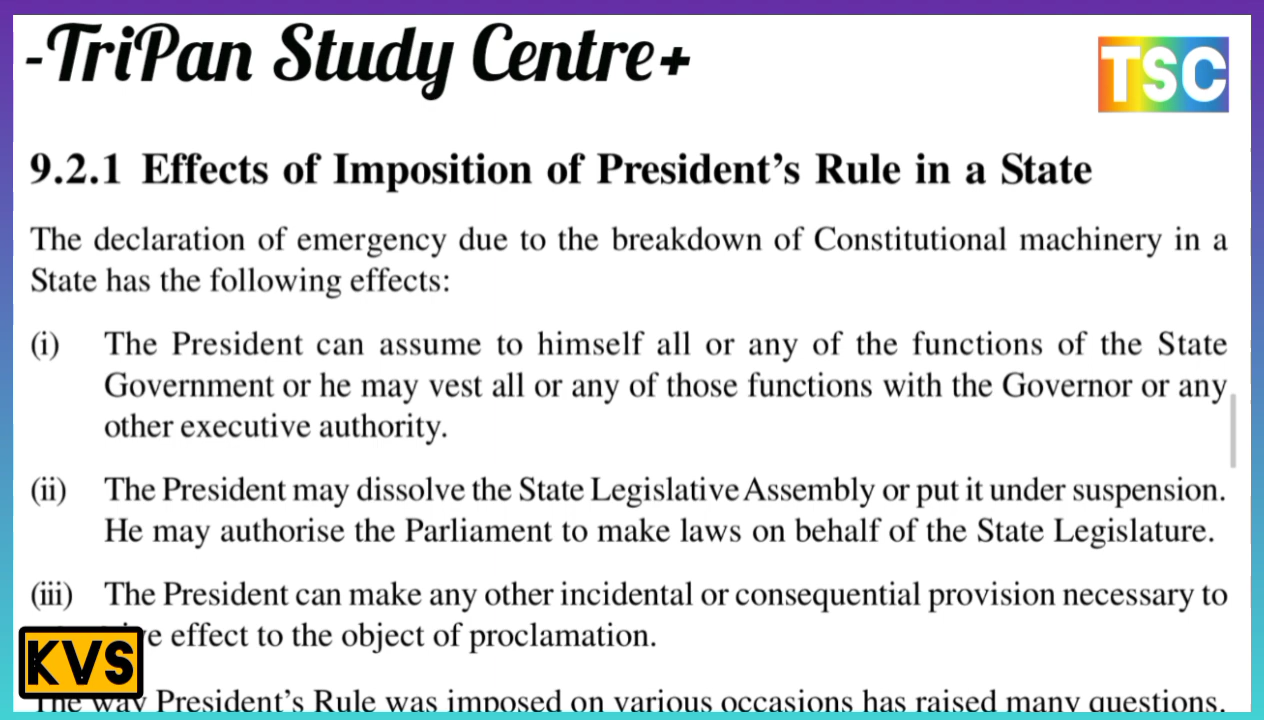 -TriPan Study Centre+
TSC
9.2.1 Effects of Imposition of President's Rule in a State
The declaration of emergency due to the breakdown of Constitutional machinery in a
State has the following effects:
(i) The President can assume to himself all or any of the functions of the State
Government or he may vest all or any of those functions with the Governor or any
other executive authority.
(ii) The President may dissolve the State Legislative Assembly or put it under suspension.
He may authorise the Parliament to make laws on behalf of the State Legislature.
(iii) The President can make any other incidental or consequential provision necessary to
effect to the object of proclamation.
KVS
The way President's Rule was imposed on various occasions has raised many questions.